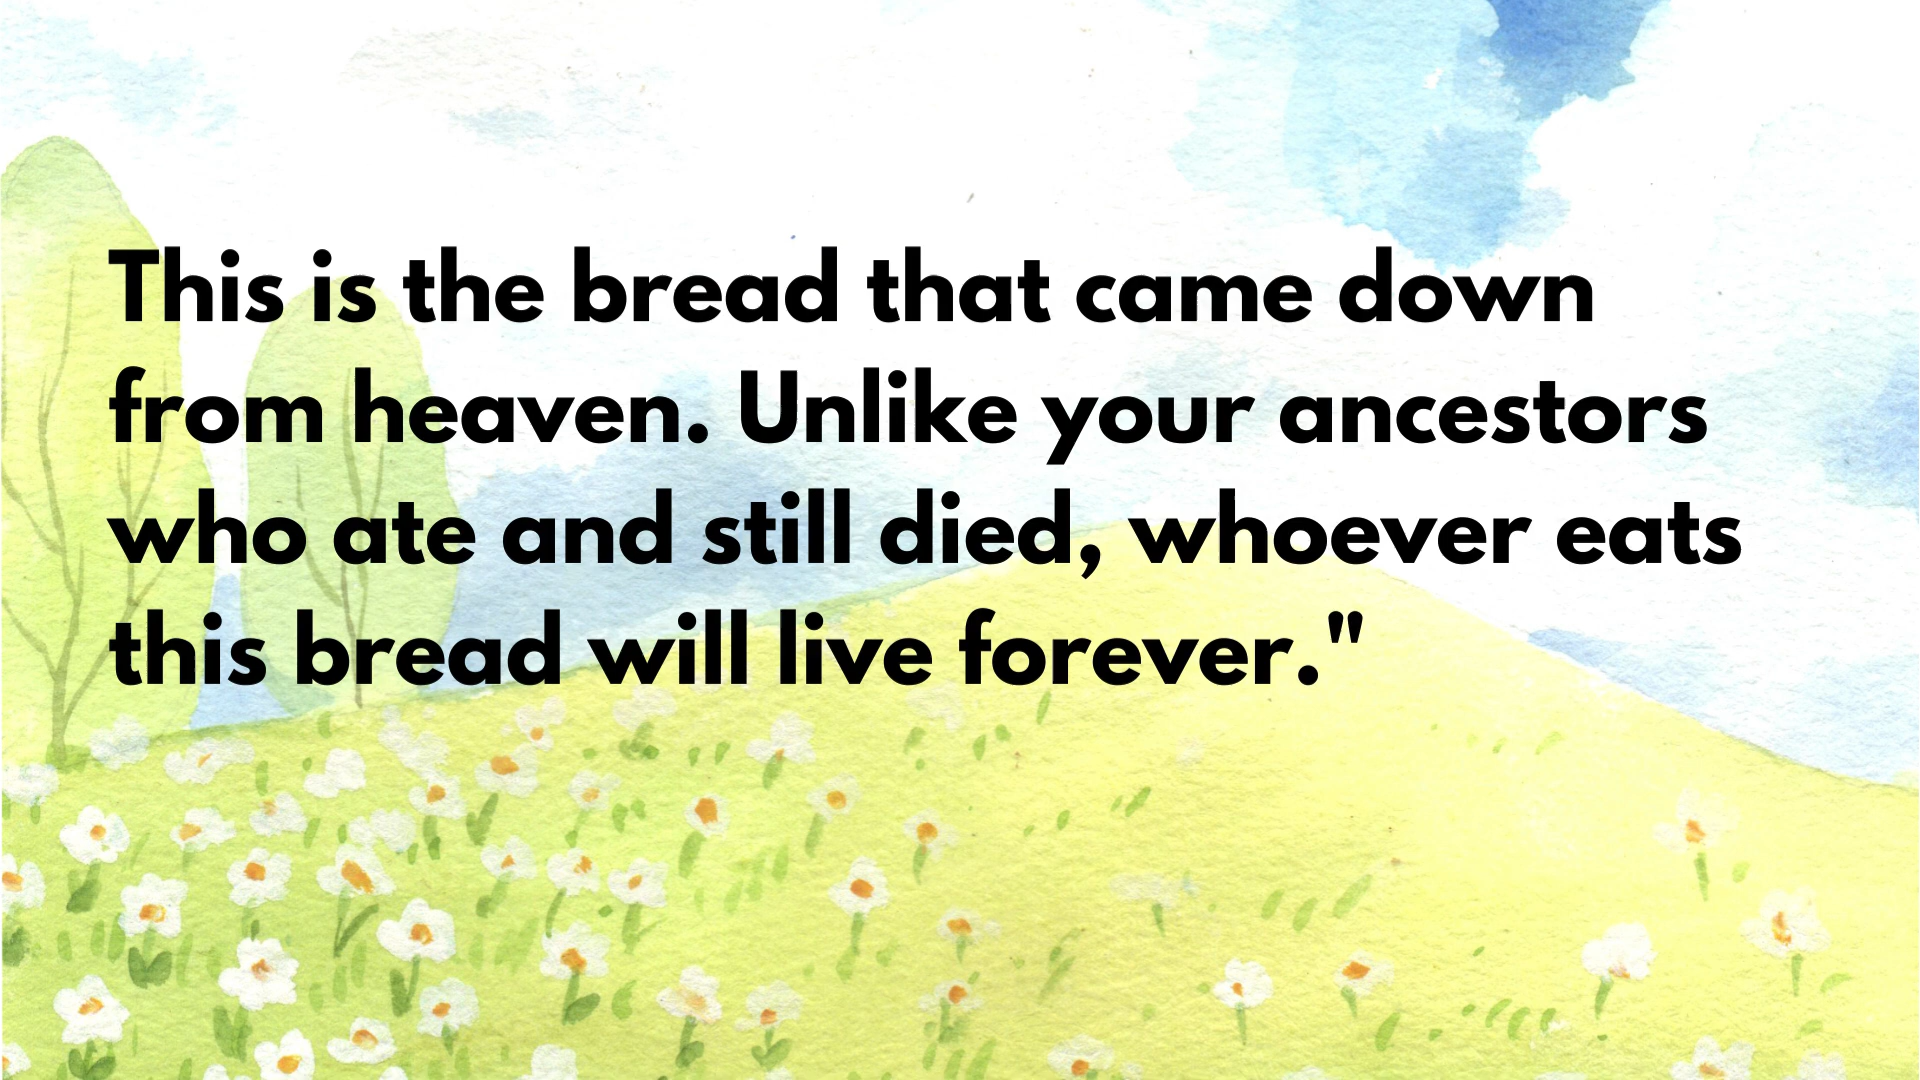 This is the bread that came down
from heaven. Unlike your ancestors
who ate and still died, whoever eats
this bread will live forever."